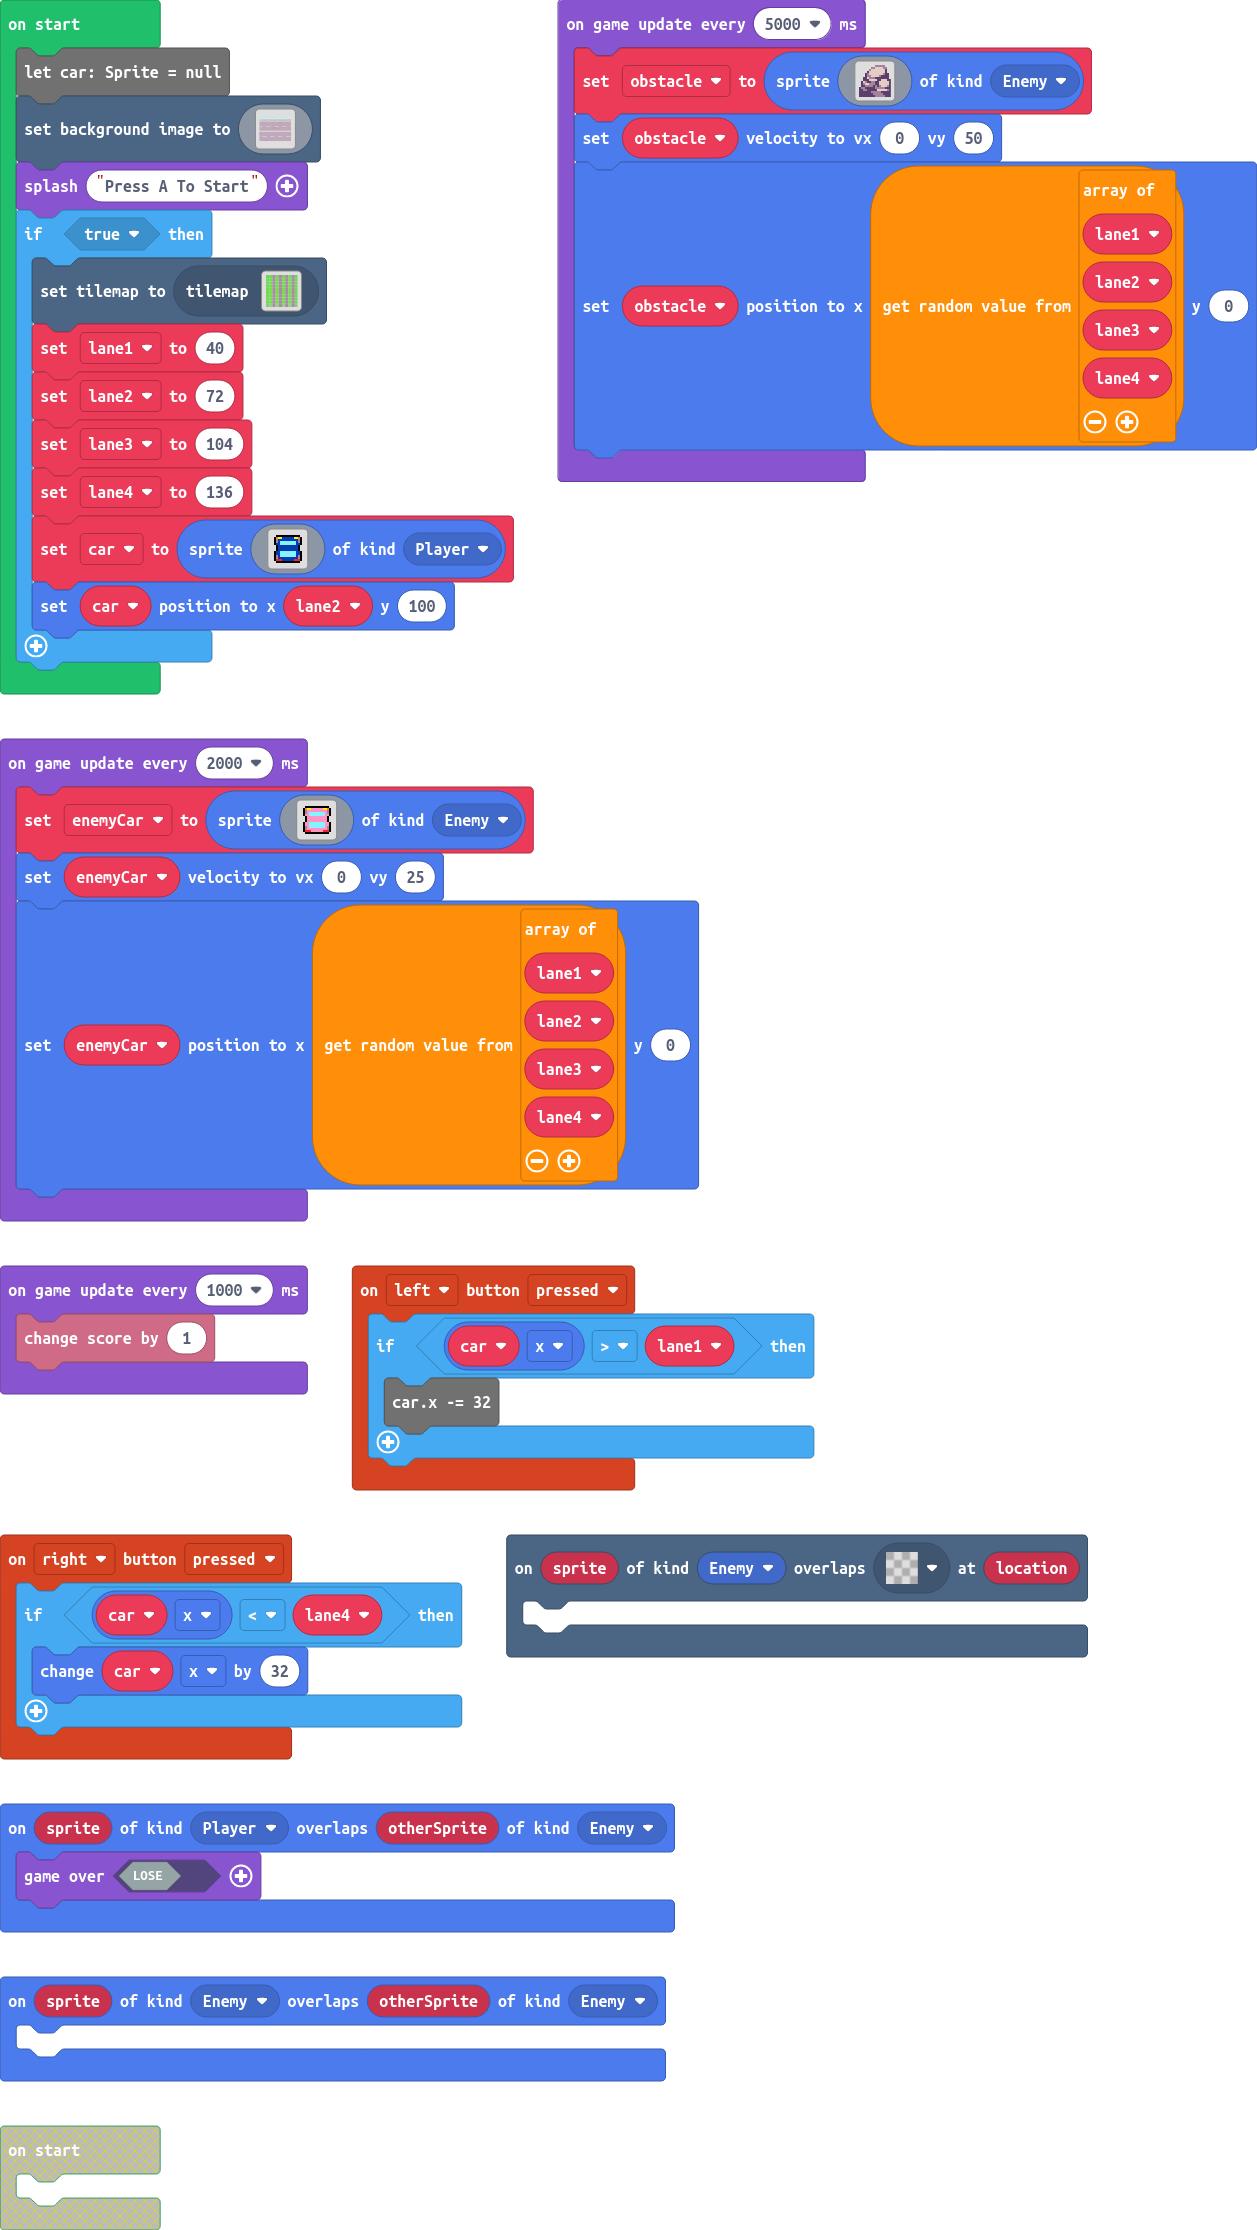 on start
let car: Sprite = null
set background image to
splash "Press A To Start"
if true then
set tilemap to tilemap
set lane1 to 40
set lane2 to 72
set lane3 to 104
set lane4 to 136
set car to sprite of kind Player
set car position to x lane2 y 100
on game update every 5000 ms
set obstacle to sprite of kind Enemy
set obstacle velocity to vx 0 vy 50
array of
lane1
lane2
set obstacle position to x get random value from y 0
lane3
lane4
on game update every 2000 ms
set enemyCar to sprite of kind Enemy
set enemyCar velocity to vx 0 vy 25
array of
lane1
lane2
set enemyCar position to x get random value from y 0
lane3
lane4
on game update every 1000 ms
change score by 1
on left button pressed
if car x > lane1 then
car.x -= 32
on right button pressed
if car x < lane4 then
change car x by 32
on sprite of kind Enemy overlaps at location
on sprite of kind Player overlaps otherSprite of kind Enemy
game over LOSE
on sprite of kind Enemy overlaps otherSprite of kind Enemy
on start